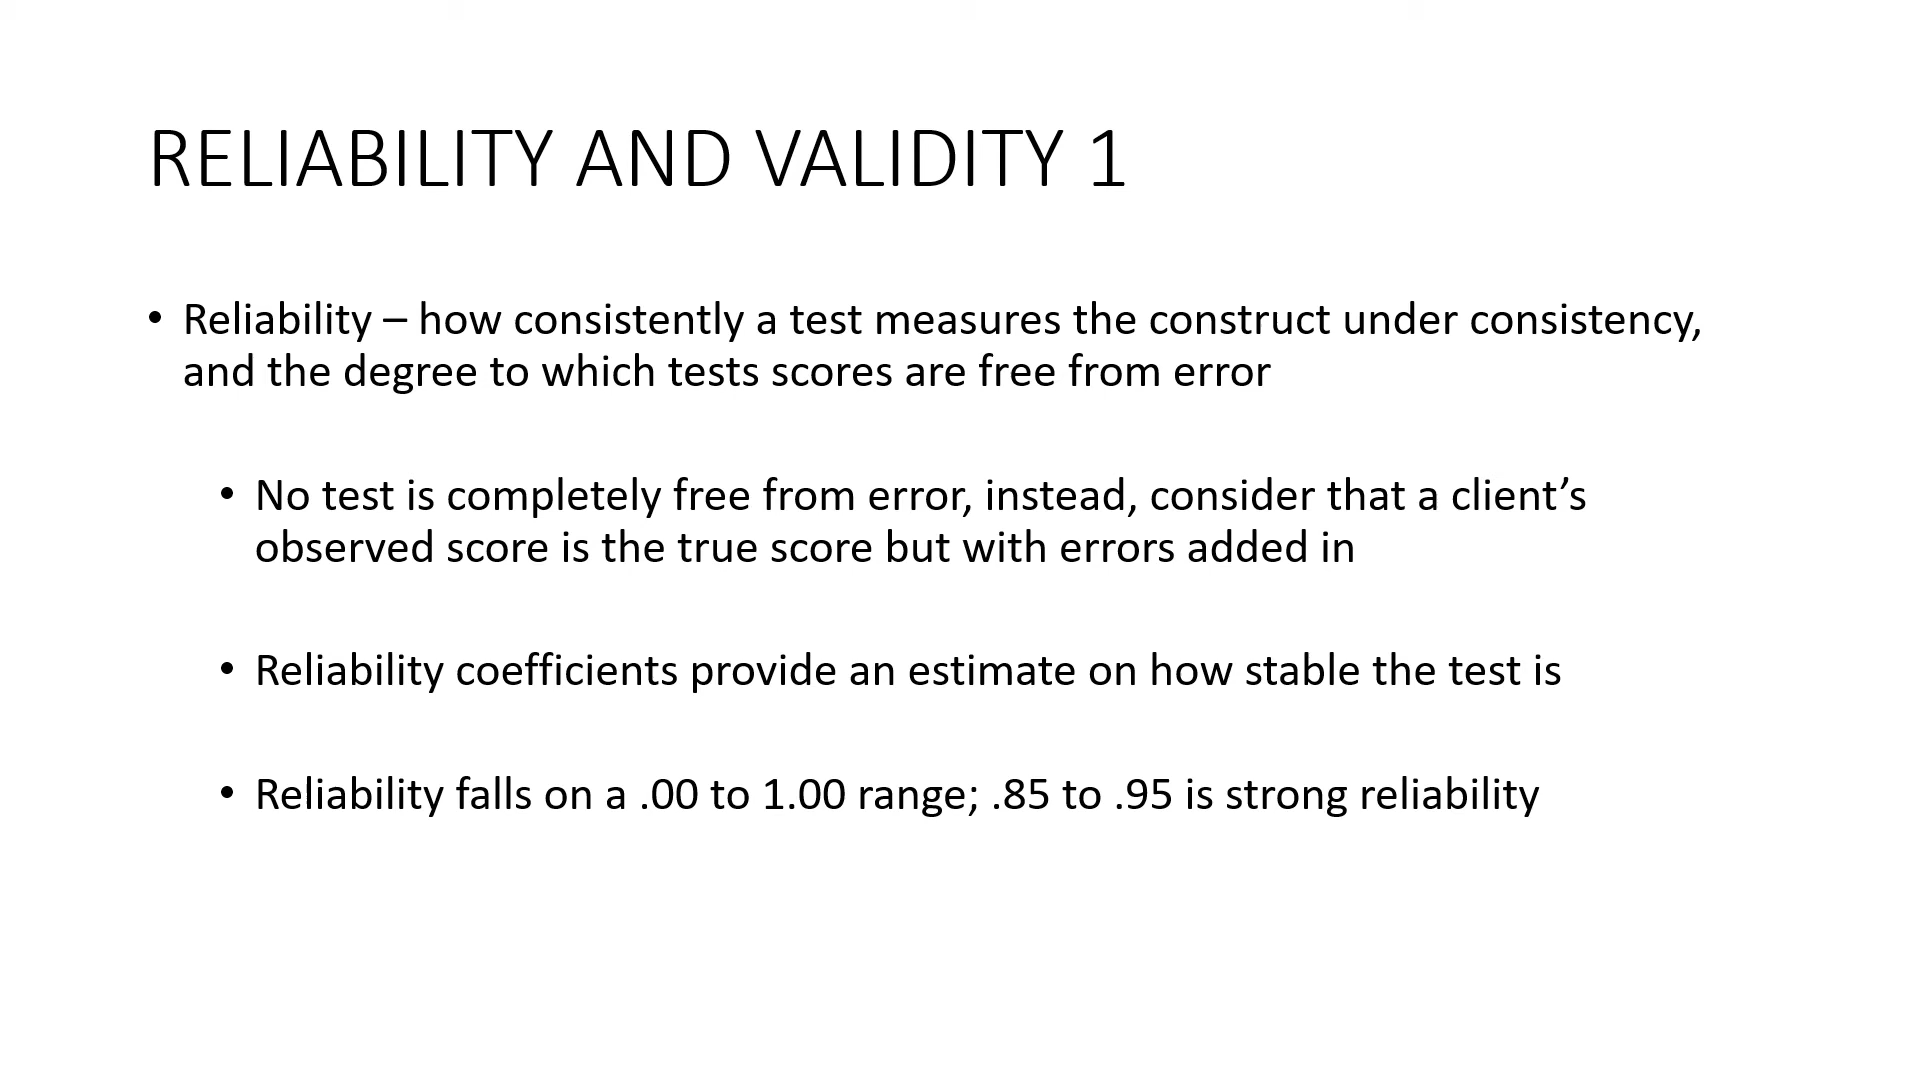 RELIABILITY AND VALIDITY 1
• Reliability – how consistently a test measures the construct under consistency,
and the degree to which tests scores are free from error
• No test is completely free from error, instead, consider that a client’s
observed score is the true score but with errors added in
• Reliability coefficients provide an estimate on how stable the test is
• Reliability falls on a .00 to 1.00 range; .85 to .95 is strong reliability